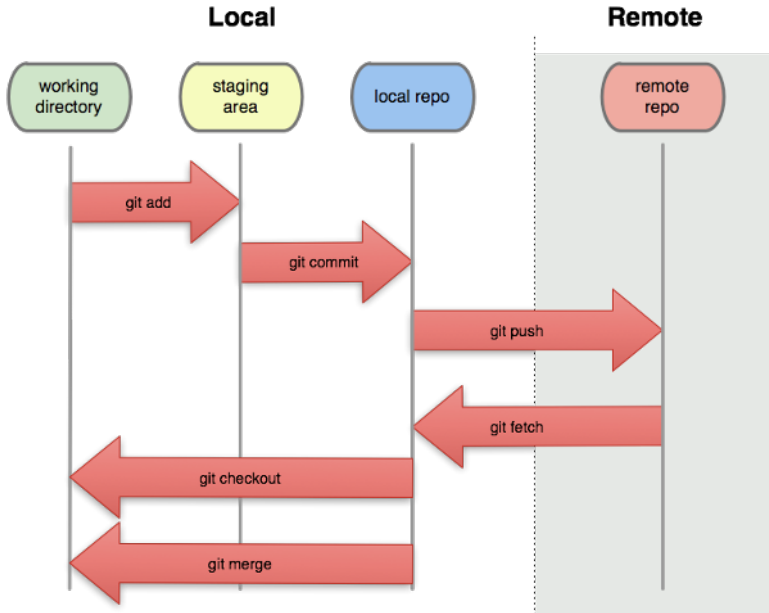 Local
Remote
working
directory
staging
area
local repo
remote
repo
git add
git commit
git push
git fetch
git checkout
git merge